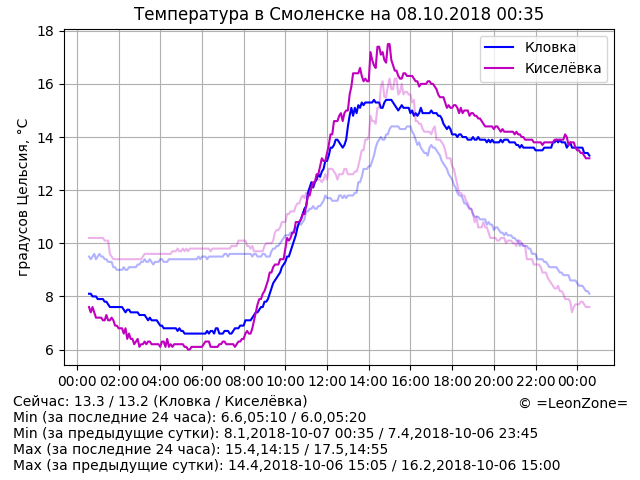 Температура в Смоленске на 08.10.2018 00:35
Кловка
Киселёвка
градусов Цельсия, °C
18
16
14
12
10
8
6
00:00 02:00 04:00 06:00 08:00 10:00 12:00 14:00 16:00 18:00 20:00 22:00 00:00
Сейчас: 13.3 / 13.2 (Кловка / Киселёвка)
© =LeonZone=
Min (за последние 24 часа): 6.6,05:10 / 6.0,05:20
Min (за предыдущие сутки): 8.1,2018-10-07 00:35 / 7.4,2018-10-06 23:45
Max (за последние 24 часа): 15.4,14:15 / 17.5,14:55
Max (за предыдущие сутки): 14.4,2018-10-06 15:05 / 16.2,2018-10-06 15:00